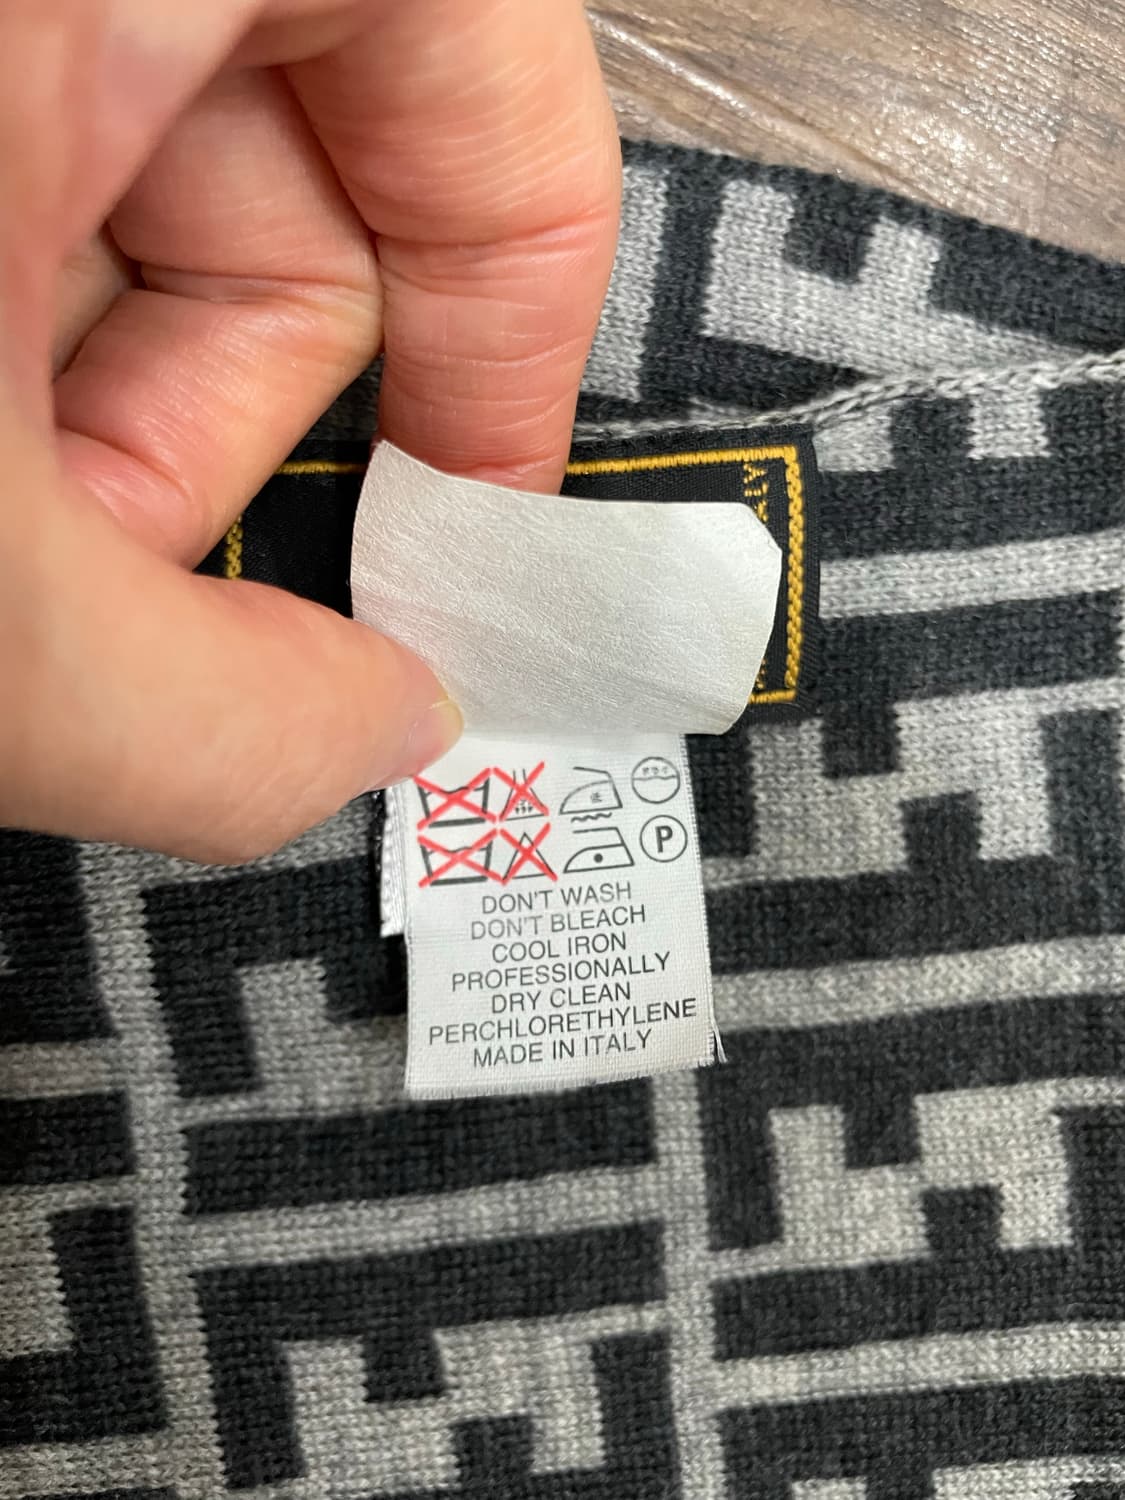 P
DON'T WASH
DON'T BLEACH
COOL IRON
PROFESSIONALLY
DRY CLEAN
PERCHLORETHYLENE
MADE IN ITALY